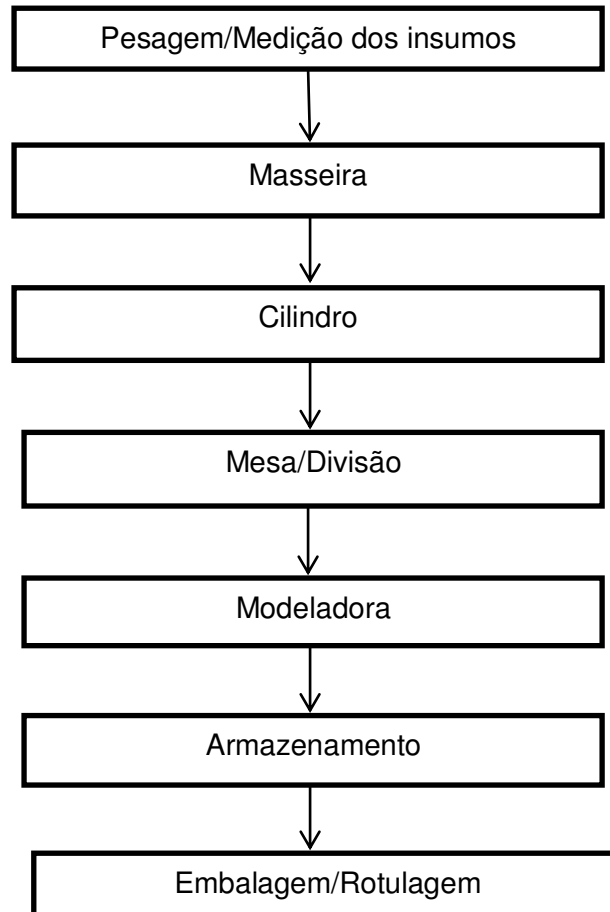 Pesagem/Medição dos insumos
Masseira
Cilindro
Mesa/Divisão
Modeladora
Armazenamento
Embalagem/Rotulagem